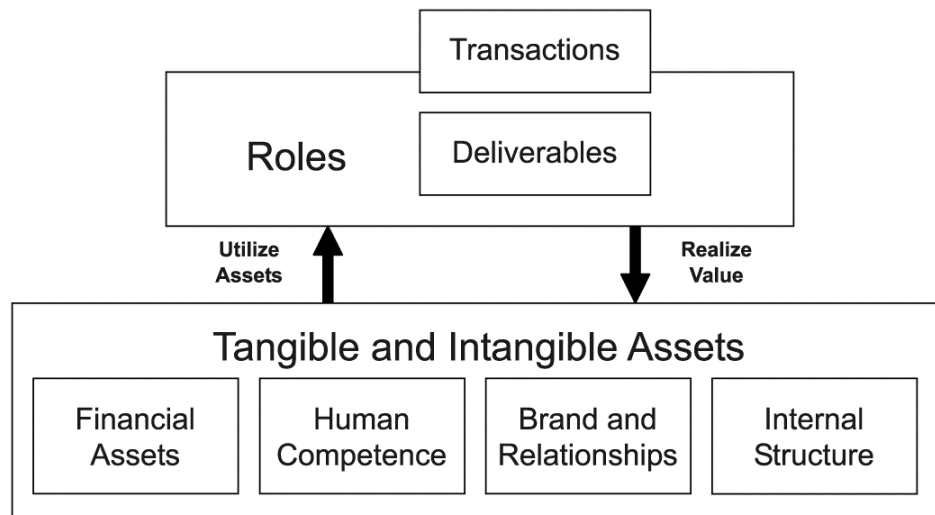 Transactions
Roles
Deliverables
Utilize
Assets
Realize
Value
Tangible and Intangible Assets
Financial
Assets
Human
Competence
Brand and
Relationships
Internal
Structure